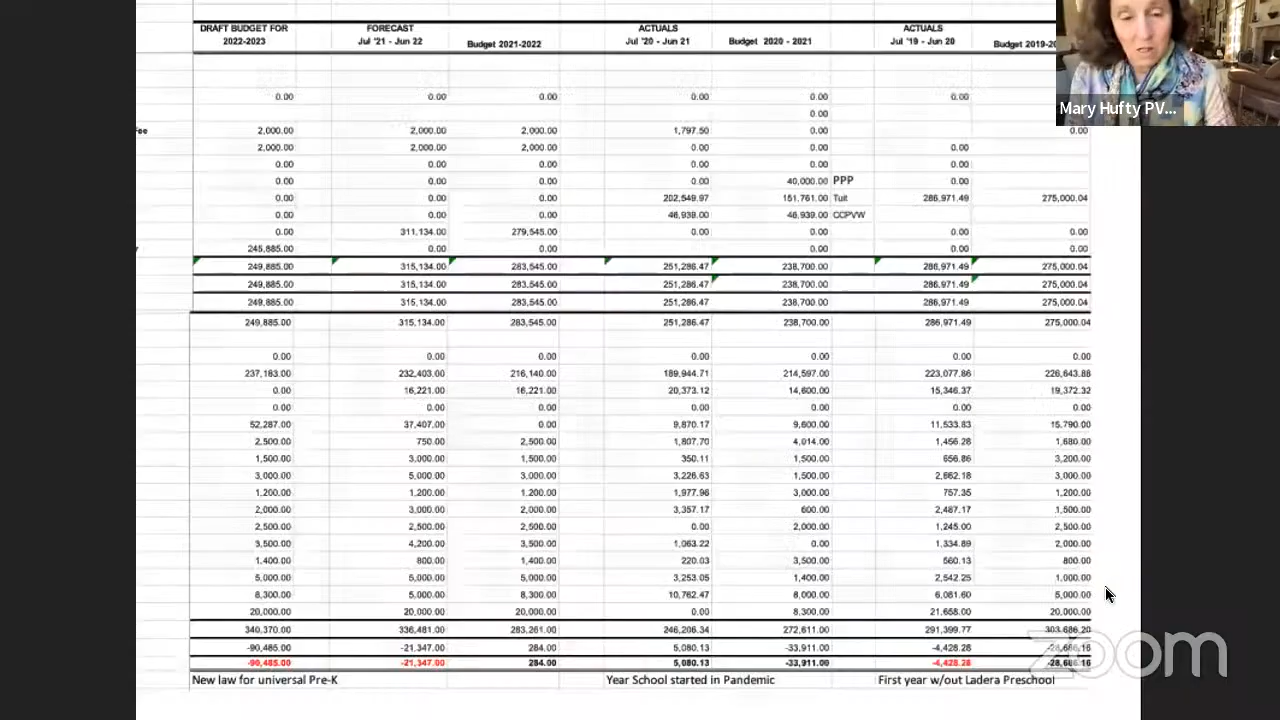 DRAFT BUDGET FOR FORECAST ACTUALS ACTUALS
2022-2023 Jul '21 - Jun 22 Budget 2021-2022 Jul '20 - Jun 21 Budget 2020 - 2021 Jul '19 - Jun 20 Budget 2019-20
0.00 0.00 0.00 0.00 0.00 0.00
0.00
Fee 2,000.00 2,000.00 2,000.00 1,797.50 0.00 0.00
2,000.00 2,000.00 2,000.00 0.00 0.00 0.00
0.00 0.00 0.00 0.00 0.00 0.00
0.00 0.00 0.00 0.00 40,000.00 PPP 0.00
0.00 0.00 0.00 202,549.97 151,761.00 Tuit 286,971.49 275,000.04
0.00 0.00 0.00 46,939.00 46,939.00 CCPVW
0.00 311,134.00 279,545.00 0.00 0.00 0.00 0.00
245,885.00 0.00 0.00 0.00 0.00 0.00
249,885.00 315,134.00 283,545.00 251,286.47 238,700.00 286,971.49 275,000.04
249,885.00 315,134.00 283,545.00 251,286.47 238,700.00 286,971.49 275,000.04
249,885.00 315,134.00 283,545.00 251,286.47 238,700.00 286,971.49 275,000.04
249,885.00 315,134.00 283,545.00 251,286.47 238,700.00 286,971.49 275,000.04
0.00 0.00 0.00 0.00 0.00 0.00 0.00
237,183.00 232,403.00 216,140.00 189,944.71 214,597.00 223,077.86 226,643.88
0.00 16,221.00 16,221.00 20,373.12 14,600.00 15,346.37 19,372.32
0.00 0.00 0.00 0.00 0.00 0.00 0.00
52,287.00 37,407.00 0.00 9,870.17 9,600.00 11,533.83 15,790.00
2,500.00 750.00 2,500.00 1,807.70 4,014.00 1,456.28 1,680.00
1,500.00 3,000.00 1,500.00 350.11 1,500.00 656.86 3,200.00
3,000.00 5,000.00 3,000.00 3,226.63 1,500.00 2,662.18 3,000.00
1,200.00 1,200.00 1,200.00 1,977.96 3,000.00 757.35 1,200.00
2,000.00 3,000.00 2,000.00 3,357.17 600.00 2,487.17 1,500.00
2,500.00 2,500.00 2,500.00 0.00 2,000.00 1,245.00 2,500.00
3,500.00 4,200.00 3,500.00 1,063.22 0.00 1,334.89 2,000.00
1,400.00 800.00 1,400.00 220.03 3,500.00 560.13 800.00
5,000.00 5,000.00 5,000.00 3,253.05 1,400.00 2,542.25 1,000.00
8,300.00 5,000.00 8,300.00 10,762.47 8,000.00 6,081.60 5,000.00
20,000.00 20,000.00 20,000.00 0.00 8,300.00 21,658.00 20,000.00
340,370.00 336,481.00 283,261.00 246,206.34 272,611.00 291,399.77 303,686.20
-90,485.00 -21,347.00 284.00 5,080.13 -33,911.00 -4,428.28 -28,686.16
-90,485.00 -21,347.00 284.00 5,080.13 -33,911.00 -4,428.28 -28,686.16
New law for universal Pre-K Year School started in Pandemic First year w/out Ladera Preschool
Mary Hufty PV...
zoom